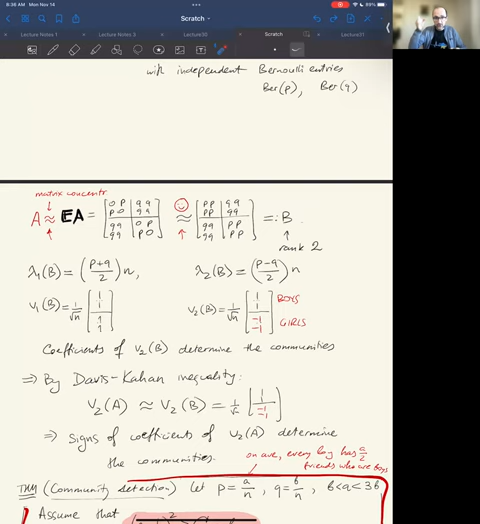 8:36 AM Mon Nov 14
Scratch
89%
Lecture Notes 1
Lecture Notes 3
Lecture30
Scratch
Lecture31
with independent Bernoulli entries
Ber(p), Ber(q)
matrix concentr.
A ≈ EA = [0 p | q q; p 0 | q q; q q | 0 p; q q | p 0] ≈ [p p | q q; p p | q q; q q | p p; q q | p p] =: B
rank 2
λ₁(B) = (p+q/2)n, λ₂(B) = (p-q/2)n
v₁(B) = 1/√n [1 1 | 1 1] v₂(B) = 1/√n [1 1 | -1 -1] BOYS GIRLS
Coefficients of v₂(B) determine the communities
⇒ By Davis-Kahan inequality:
v₂(A) ≈ v₂(B) = 1/√n [1 1 | -1 -1]
⇒ Signs of coefficients of v₂(A) determine
the communities.
on ave, every boy has a/2
friends who are boys
THM (Community detection) Let p = a/n, q = b/n, b<a<3b
Assume that